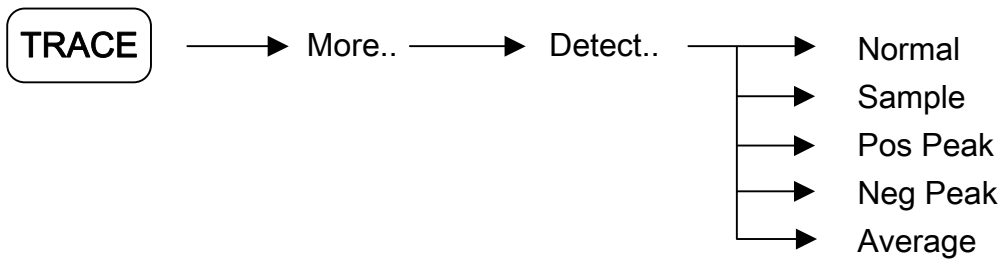 TRACE More.. Detect.. Normal
Sample
Pos Peak
Neg Peak
Average